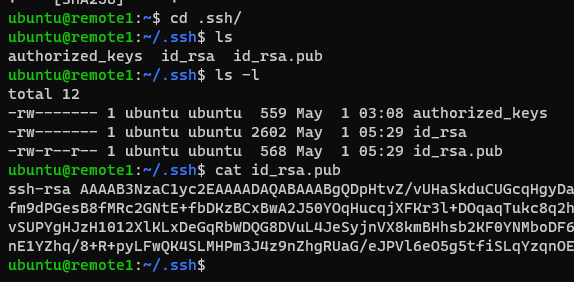 ubuntu@remote1:~$ cd .ssh/
ubuntu@remote1:~/.ssh$ ls
authorized_keys  id_rsa  id_rsa.pub
ubuntu@remote1:~/.ssh$ ls -l
total 12
-rw------- 1 ubuntu ubuntu  559 May  1 03:08 authorized_keys
-rw------- 1 ubuntu ubuntu 2602 May  1 05:29 id_rsa
-rw-r--r-- 1 ubuntu ubuntu  568 May  1 05:29 id_rsa.pub
ubuntu@remote1:~/.ssh$ cat id_rsa.pub
ssh-rsa AAAAB3NzaC1yc2EAAAADAQABAAABgQDpHtvZ/vUHaSkduCUGcqHgyDa
fm9dPGesB8fMRc2GNtE+fbDKzBCxBwA2J50YOqHucqjXFKr3l+DOqaqTukc8q2h
vSUPYgHJzH1012XlKLxDeGqRbWDQG8DVuL4JeSyjnVX8kmBHhsb2KF0YNMboDF6
nE1YZhq/8+R+pyLFwQK4SLMHPm3J4z9nZhgRUaG/eJPVl6eO5g5tfiSLqYzqnOE
ubuntu@remote1:~/.ssh$